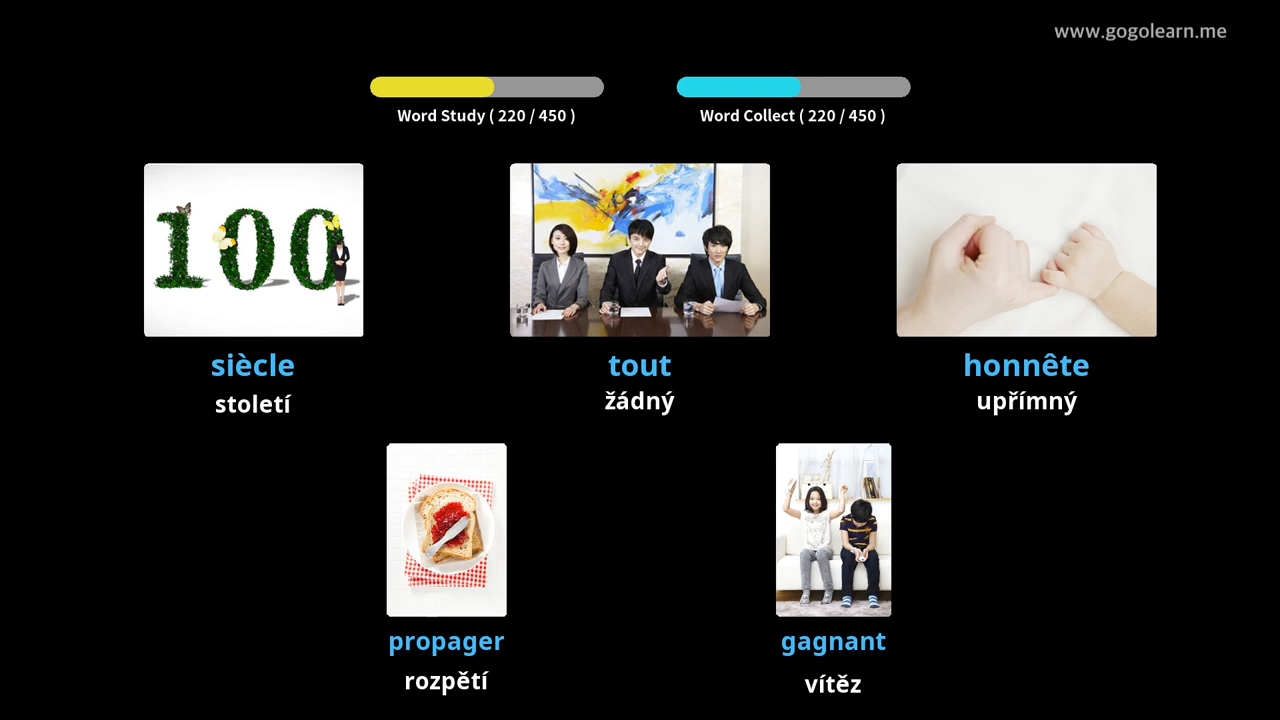 www.gogolearn.me
Word Study ( 220 / 450 )
Word Collect ( 220 / 450 )
100
siècle
století
tout
žádný
honnête
upřímný
propager
rozpětí
gagnant
vítěz